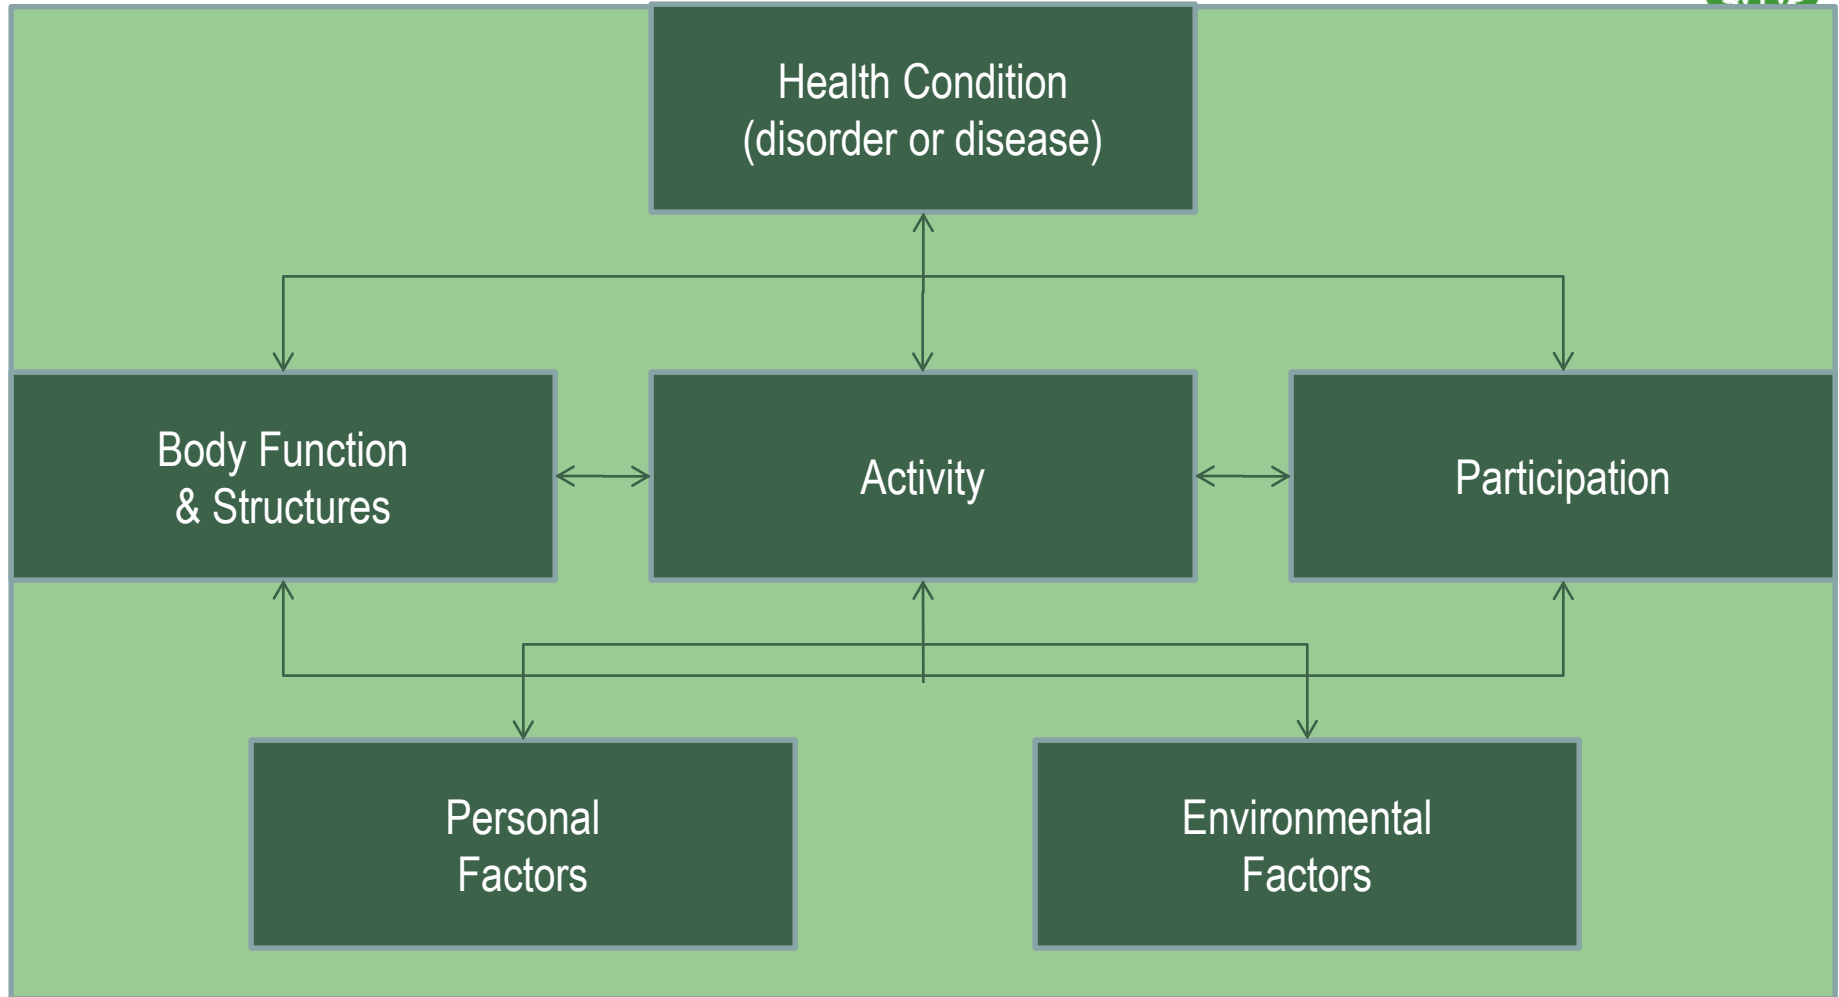 Health Condition
(disorder or disease)
Body Function
& Structures
Activity
Participation
Personal
Factors
Environmental
Factors